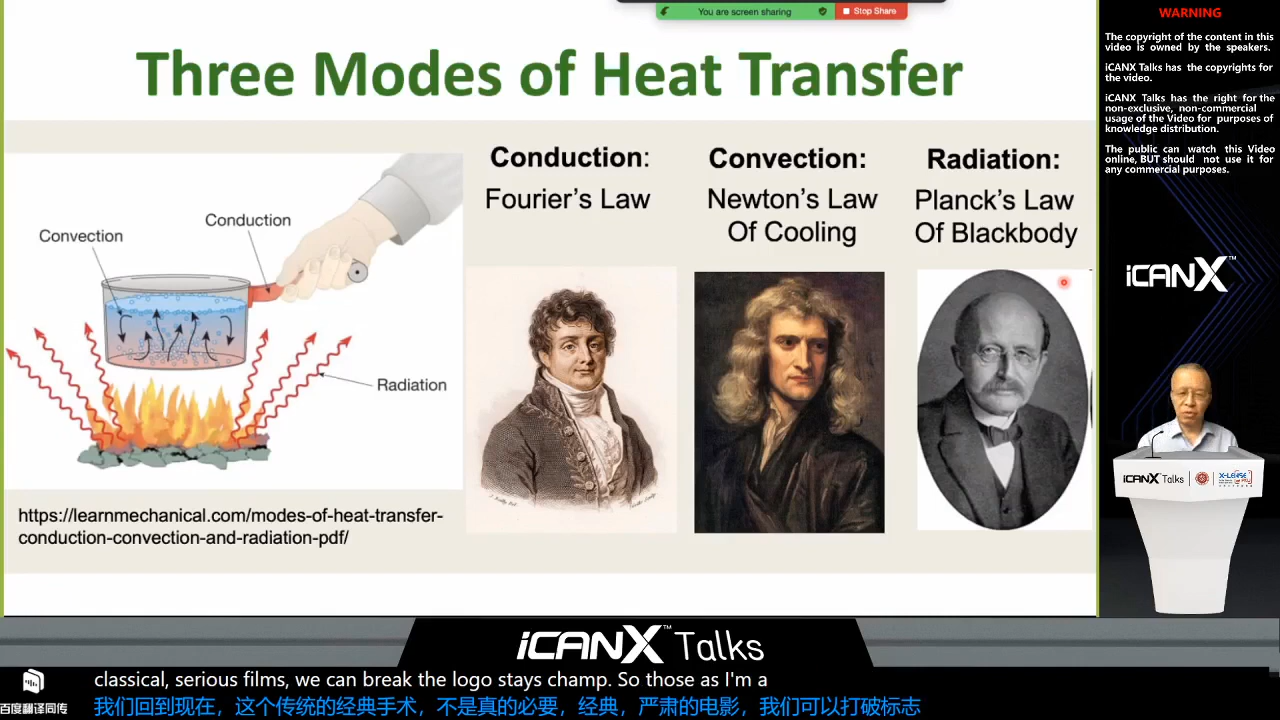 You are screen sharing
Stop Share
Three Modes of Heat Transfer
Conduction:
Fourier's Law
Convection:
Newton's Law
Of Cooling
Radiation:
Planck's Law
Of Blackbody
Convection
Conduction
Radiation
https://learnmechanical.com/modes-of-heat-transfer-
conduction-convection-and-radiation-pdf/
WARNING
The copyright of the content in this
video is owned by the speakers.
iCANX Talks has the copyrights for
the video.
iCANX Talks has the right for the
non-exclusive, non-commercial
usage of the Video for purposes of
knowledge distribution.
The public can watch this Video
online, BUT should not use it for
any commercial purposes.
iCANX™
iCANX Talks
iCANX™ Talks
classical, serious films, we can break the logo stays champ. So those as I'm a
我们回到现在，这个传统的经典手术，不是真的必要，经典，严肃的电影，我们可以打破标志
百度翻译同传